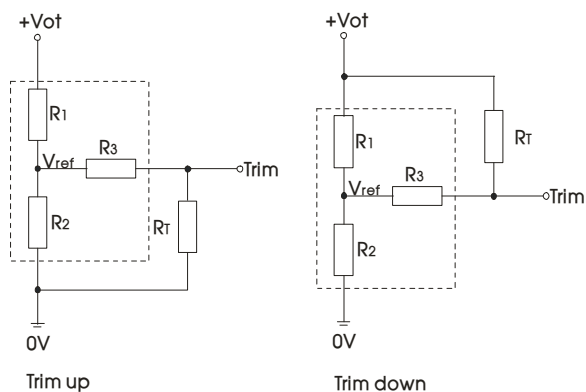 +Vot
R1
Vref
R3
Trim
R2
RT
0V
Trim up
+Vot
R1
RT
Vref
R3
Trim
R2
0V
Trim down